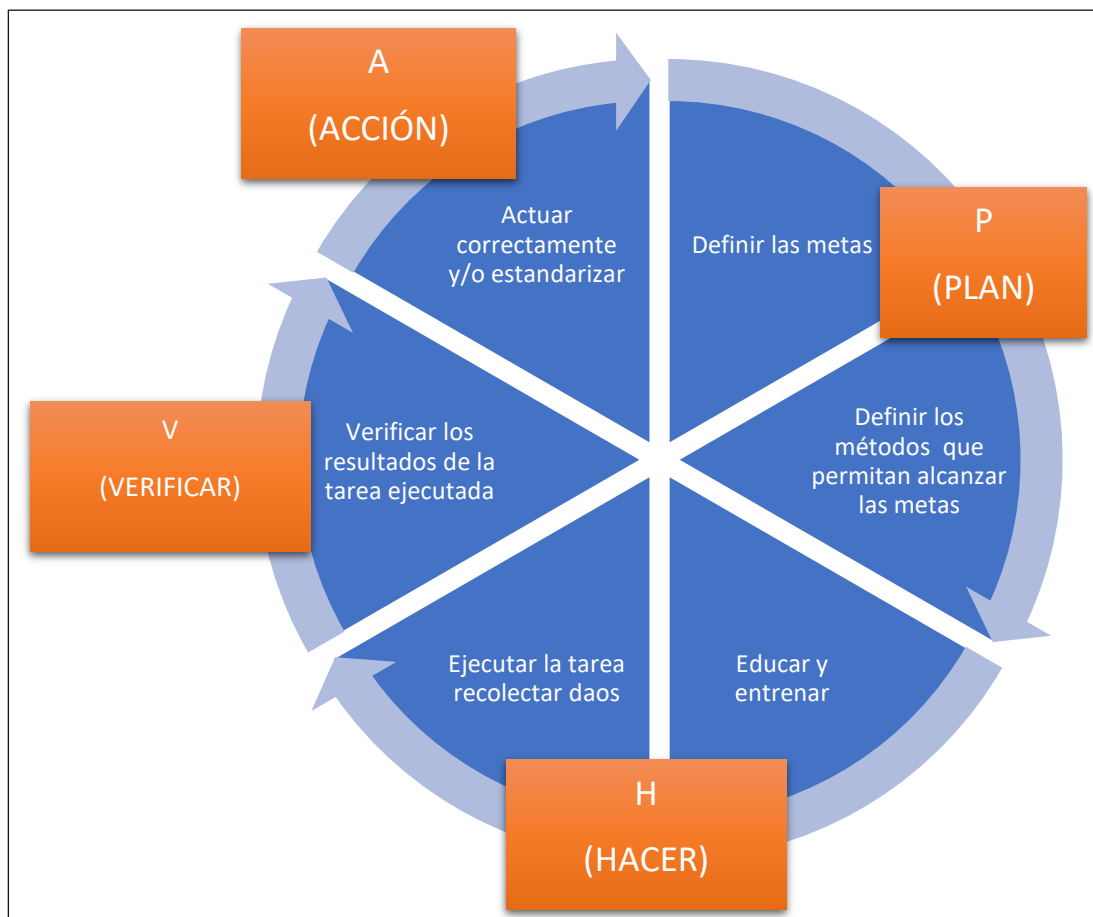 A
(ACCIÓN)
Actuar
correctamente
y/o estandarizar
Definir las metas
P
(PLAN)
Definir los
métodos que
permitan alcanzar
las metas
Educar y
entrenar
H
(HACER)
Ejecutar la tarea
recolectar daos
V
(VERIFICAR)
Verificar los
resultados de la
tarea ejecutada